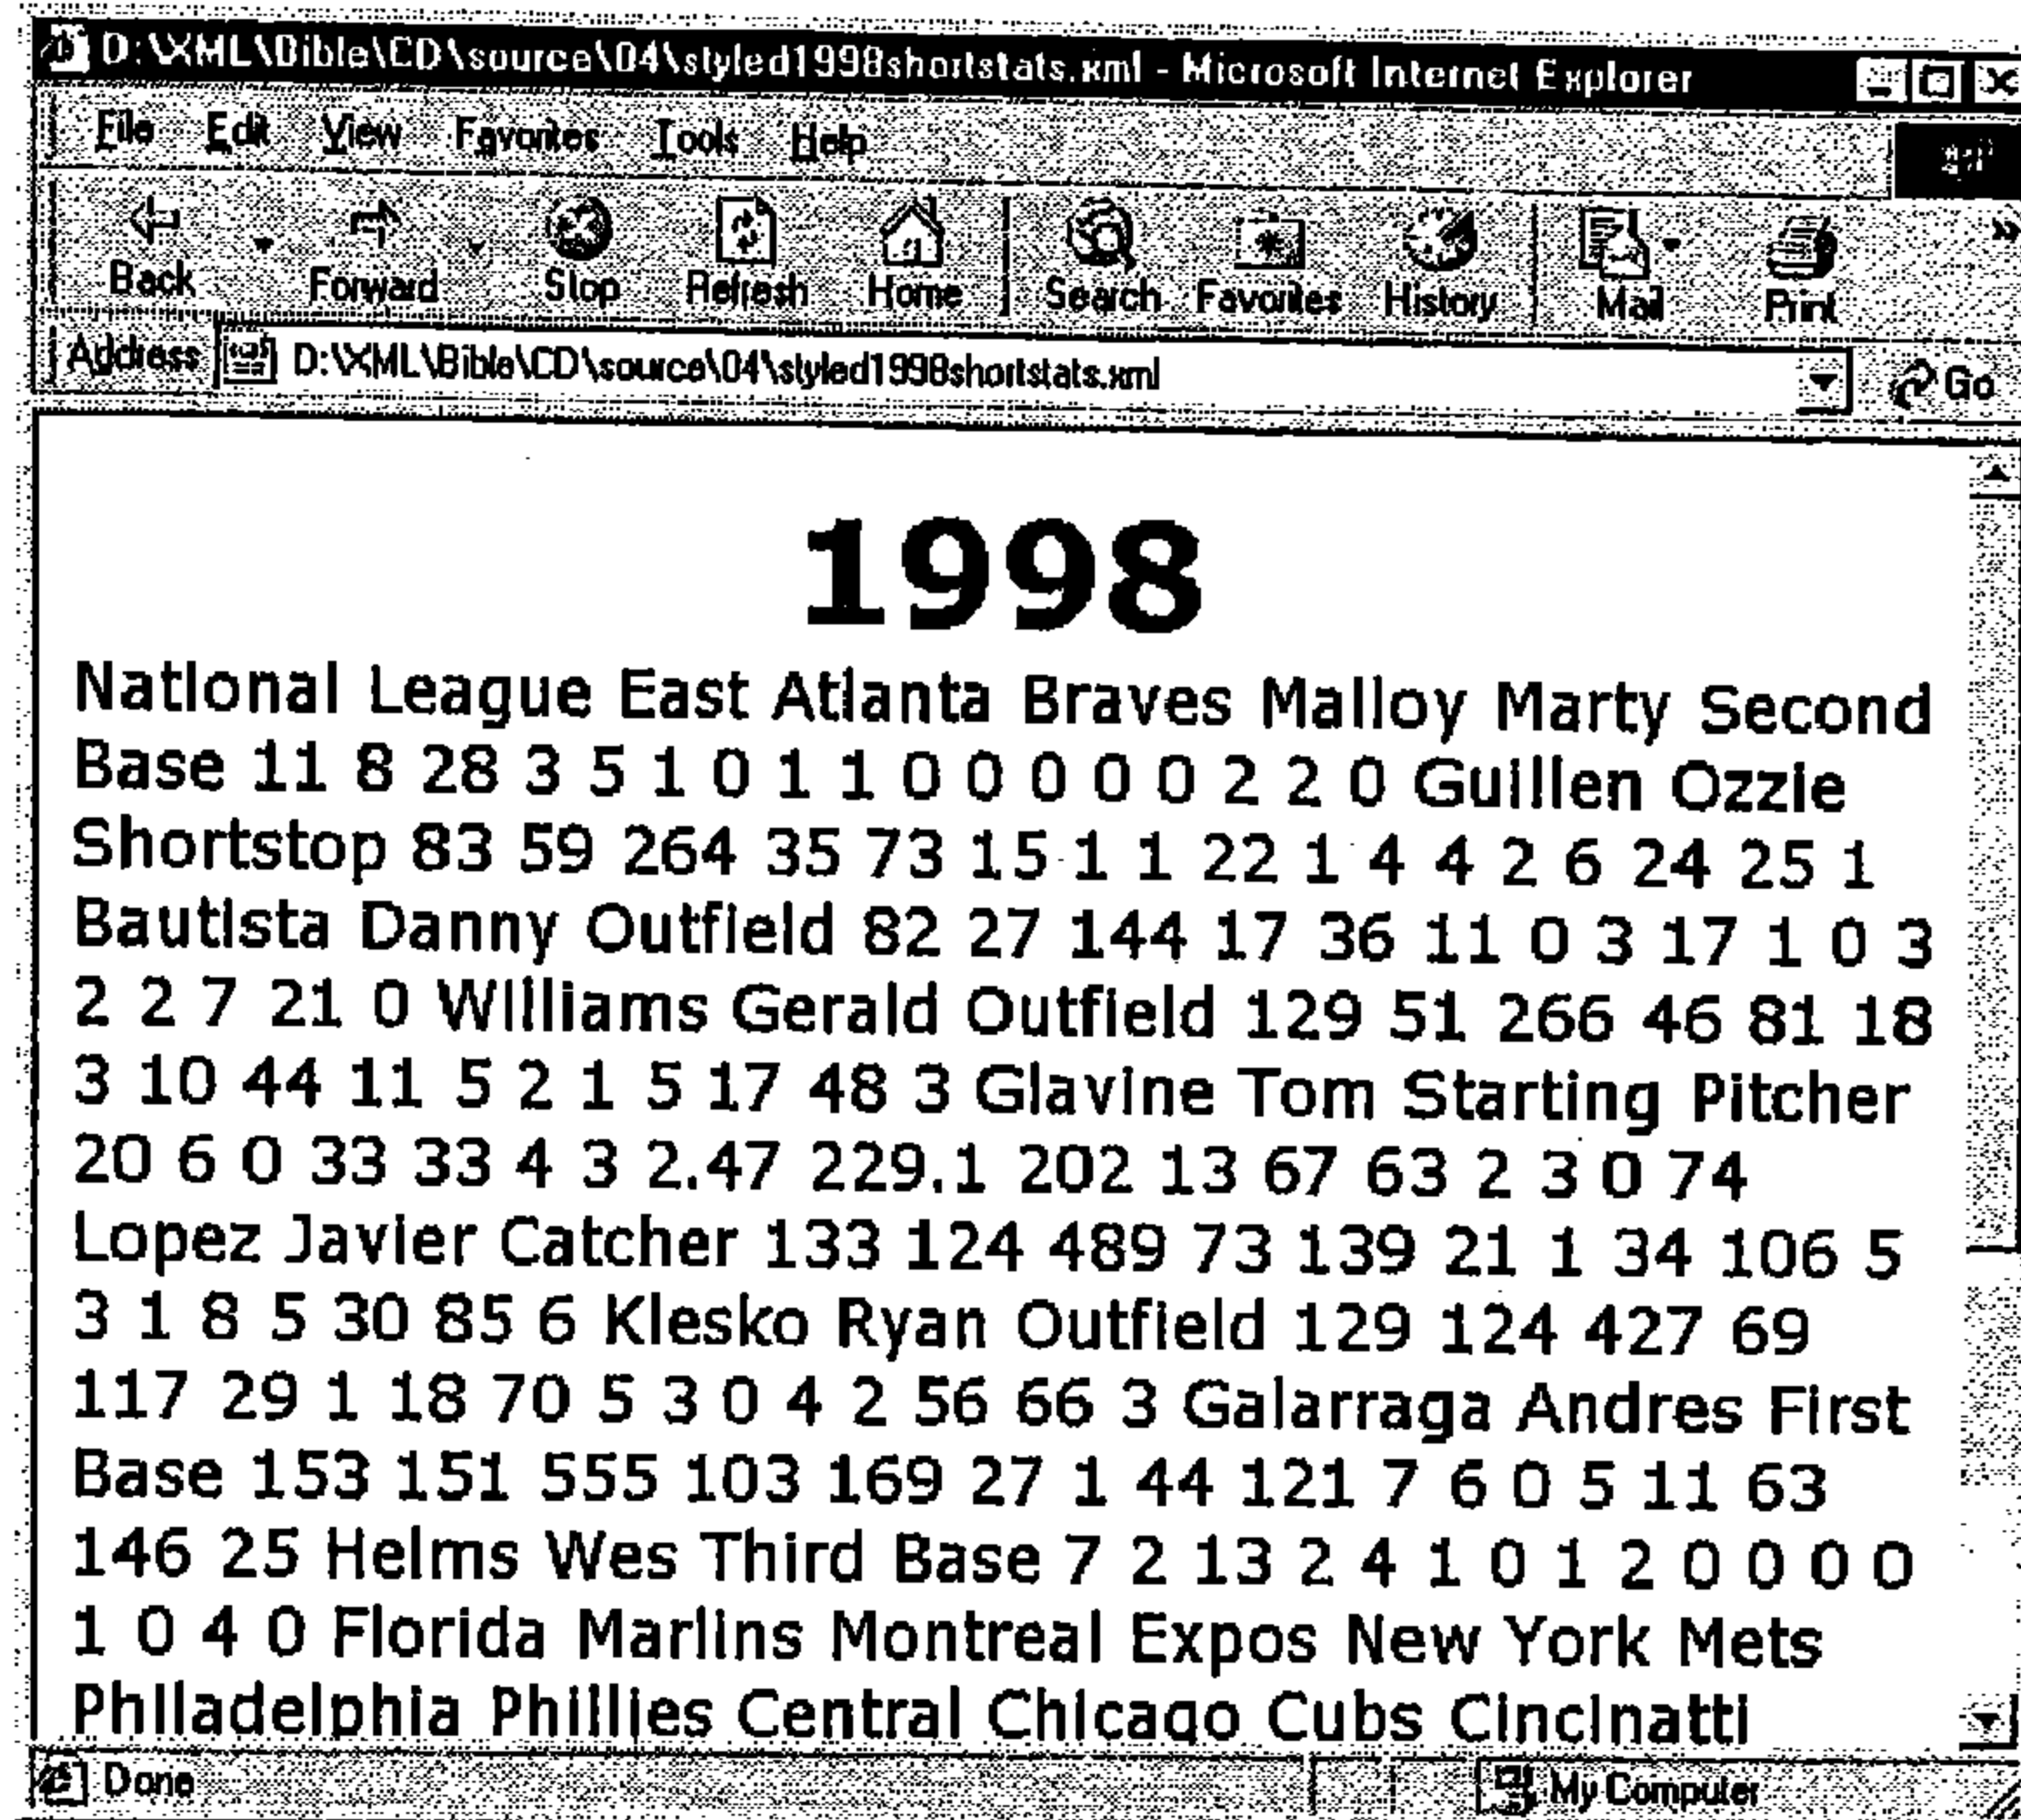 D:\XML\Bible\CD\source\04\styled1998shortstats.xml - Microsoft Internet Explorer
File Edit View Favorites Tools Help
Back Forward Stop Refresh Home Search Favorites History Mail Print »
Address D:\XML\Bible\CD\source\04\styled1998shortstats.xml Go
1998
National League East Atlanta Braves Malloy Marty Second
Base 11 8 28 3 5 1 0 1 1 0 0 0 0 0 2 2 0 Guillen Ozzie
Shortstop 83 59 264 35 73 15 1 1 22 1 4 4 2 6 24 25 1
Bautista Danny Outfield 82 27 144 17 36 11 0 3 17 1 0 3
2 2 7 21 0 Williams Gerald Outfield 129 51 266 46 81 18
3 10 44 11 5 2 1 5 17 48 3 Glavine Tom Starting Pitcher
20 6 0 33 33 4 3 2.47 229.1 202 13 67 63 2 3 0 74
Lopez Javier Catcher 133 124 489 73 139 21 1 34 106 5
3 1 8 5 30 85 6 Klesko Ryan Outfield 129 124 427 69
117 29 1 18 70 5 3 0 4 2 56 66 3 Galarraga Andres First
Base 153 151 555 103 169 27 1 44 121 7 6 0 5 11 63
146 25 Helms Wes Third Base 7 2 13 2 4 1 0 1 2 0 0 0 0
1 0 4 0 Florida Marlins Montreal Expos New York Mets
Philadelphia Phillies Central Chicago Cubs Cincinatti
Done My Computer